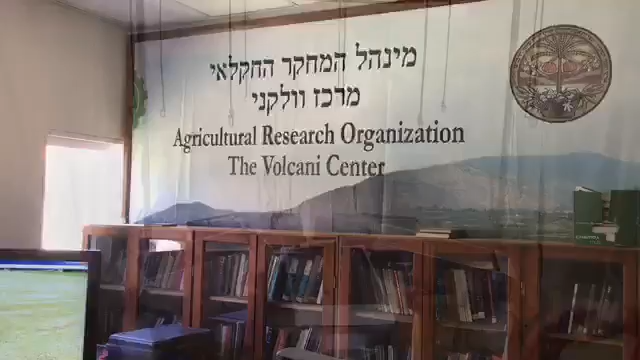 מינהל המחקר החקלאי
מרכז וולקני
Agricultural Research Organization
The Volcani Center